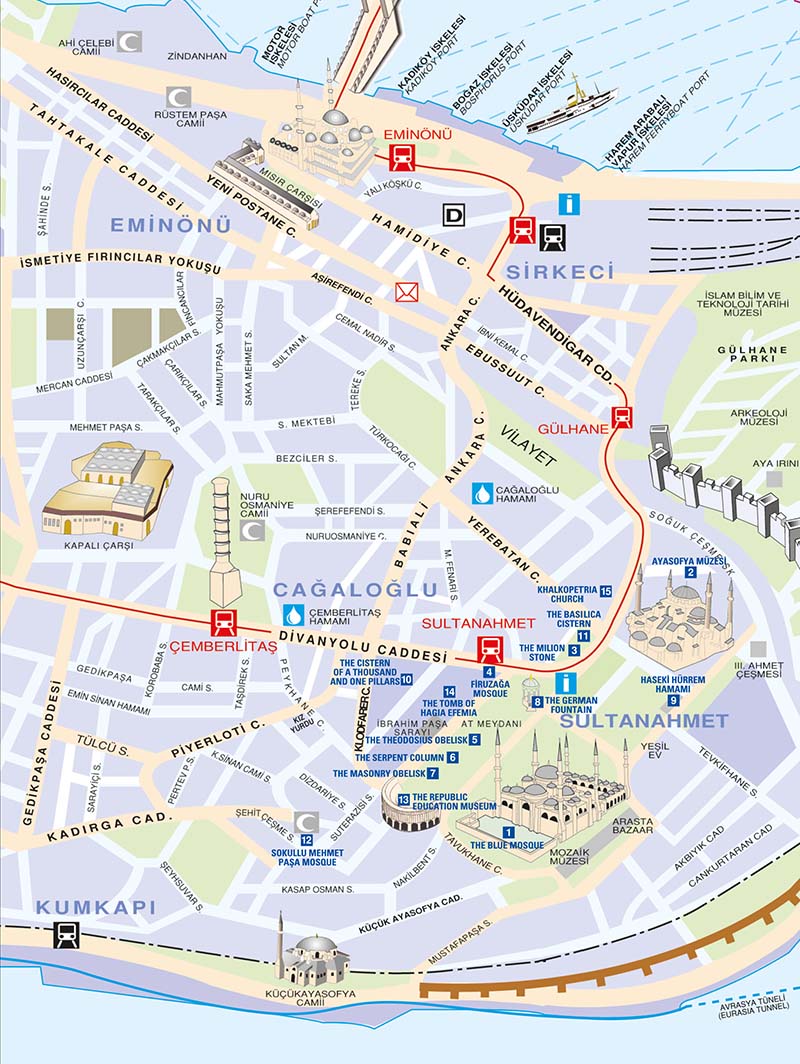 AHİ ÇELEBİ
CAMİİ
ZİNDANHAN
MOTOR
İSKELESİ
MOTOR BOAT P
KADIKÖY İSKELESİ
KADIKÖY PORT
BOĞAZ İSKELESİ
BOSPHORUS PORT
ÜSKÜDAR İSKELESİ
ÜSKÜDAR PORT
HAREM ARABALI
VAPUR İSKELESİ
HAREM FERRYBOAT PORT
HASIRCILAR CADDESİ
RÜSTEM PAŞA
CAMİİ
TAHTAKALE CADDESİ
EMİNÖNÜ
MISIR ÇARŞISI
YALI KÖŞKÜ C.
YENİ POSTANE C.
ŞAHİNDE S.
EMİNÖNÜ
D
HAMİDİYE C.
i
SİRKECİ
İSMETİYE FIRINCILAR YOKUŞU
AŞİREFENDİ C.
HÜDAVENDİGAR CD.
İSLAM BİLİM VE
TEKNOLOJİ TARİHİ
MÜZESİ
UZUNÇARŞI C.
FİNCANCILAR
MAHMUTPAŞA YOKUŞU
SAKA MEHMET S.
SULTAN M.
CEMAL NADİR S.
ANKARA C.
İBNİ KEMAL C.
EBUSSUUT C.
GÜLHANE
PARKI
ÇAKMAKÇILAR S.
ÇARIKÇILAR S.
MERCAN CADDESİ
TARAKÇILAR S.
TEREKE S.
MEHMET PAŞA S.
S. MEKTEBİ
TÜRKOCAĞI C.
GÜLHANE
ARKEOLOJİ
MÜZESİ
VİLAYET
BEZCİLER S.
ANKARA C.
AYA IRINI
KAPALI ÇARŞI
NURU
OSMANİYE
CAMİİ
ŞEREFEFENDİ S.
CAĞALOĞLU
HAMAMI
NURUOSMANİYE C.
BABIALİ
YEREBATAN C.
SOĞUK ÇEŞME SK
M. FENARİ S.
AYASOFYA MÜZESİ
2
CAĞALOĞLU
KHALKOPETRIA
CHURCH
15
ÇEMBERLİTAŞ
HAMAMI
THE BASILICA
CISTERN
11
SULTANAHMET
ÇEMBERLİTAŞ
DİVANYOLU CADDESİ
THE MILION
STONE
3
THE CISTERN
OF A THOUSAND
AND ONE PILLARS
10
4
FİRUZAĞA
MOSQUE
i
III. AHMET
ÇEŞMESİ
GEDİKPAŞA
KOROBABA S.
CAMİ S.
TAŞDİREK S.
PEYKHANE C.
HASEKİ HÜRREM
HAMAMI
9
14
THE TOMB OF
HAGIA EFEMIA
8
THE GERMAN
FOUNTAIN
EMİN SİNAN HAMAMI
KIZ
YURDU
KLODFARER C.
İBRAHİM PAŞA
SARAYI
AT MEYDANI
SULTANAHMET
GEDİKPAŞA CADDESİ
TÜLCÜ S.
PİYERLOTİ C.
THE THEODOSIUS OBELISK
5
THE SERPENT COLUMN
6
THE MASONRY OBELISK
7
YEŞİL
EV
TEVKİFHANE S.
SARAYİÇİ S.
PERTEV P.S.
K.SİNAN CAMİ S.
DİZDARİYE S.
SUTERAZİSİ S.
13
THE REPUBLIC
EDUCATION MUSEUM
KADIRGA CAD.
ŞEHİT ÇEŞME S.
12
SOKULLU MEHMET
PAŞA MOSQUE
1
THE BLUE MOSQUE
ARASTA
BAZAAR
TAVUKHANE C.
MOZAİK
MÜZESİ
AKBIYIK CAD
CANKURTARAN CAD
ŞEYHSUVAR S.
NAKİLBENT S.
KASAP OSMAN S.
KUMKAPI
KÜÇÜK AYASOFYA CAD.
MUSTAFAPAŞA S.
KÜÇÜKAYASOFYA
CAMİİ
AVRASYA TÜNELİ
(EURASIA TUNNEL)